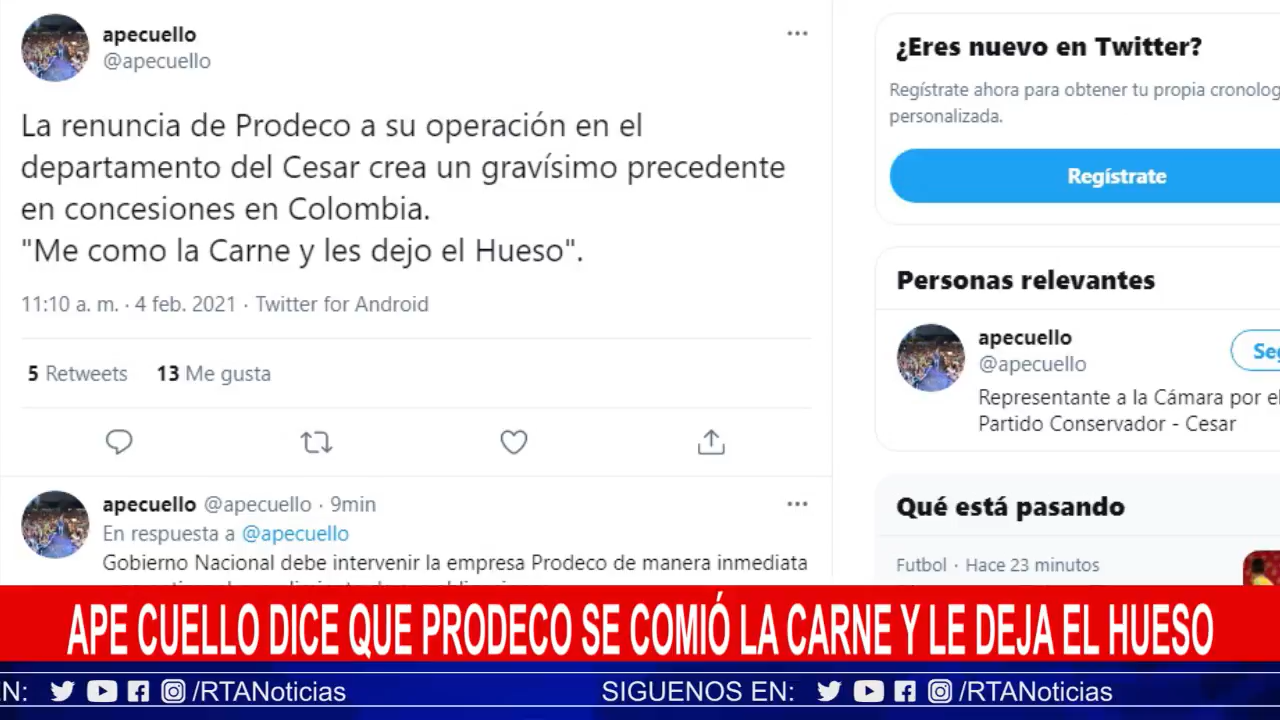 apecuello
@apecuello
La renuncia de Prodeco a su operación en el
departamento del Cesar crea un gravísimo precedente
en concesiones en Colombia.
"Me como la Carne y les dejo el Hueso".
11:10 a. m. · 4 feb. 2021 · Twitter for Android
5 Retweets 13 Me gusta
apecuello @apecuello · 9min
En respuesta a @apecuello
Gobierno Nacional debe intervenir la empresa Prodeco de manera inmediata
¿Eres nuevo en Twitter?
Regístrate ahora para obtener tu propia cronolog
personalizada.
Regístrate
Personas relevantes
apecuello
@apecuello
Seg
Representante a la Cámara por el
Partido Conservador - Cesar
Qué está pasando
Futbol · Hace 23 minutos
APE CUELLO DICE QUE PRODECO SE COMIÓ LA CARNE Y LE DEJA EL HUESO
EN: /RTANoticias SIGUENOS EN: /RTANoticias